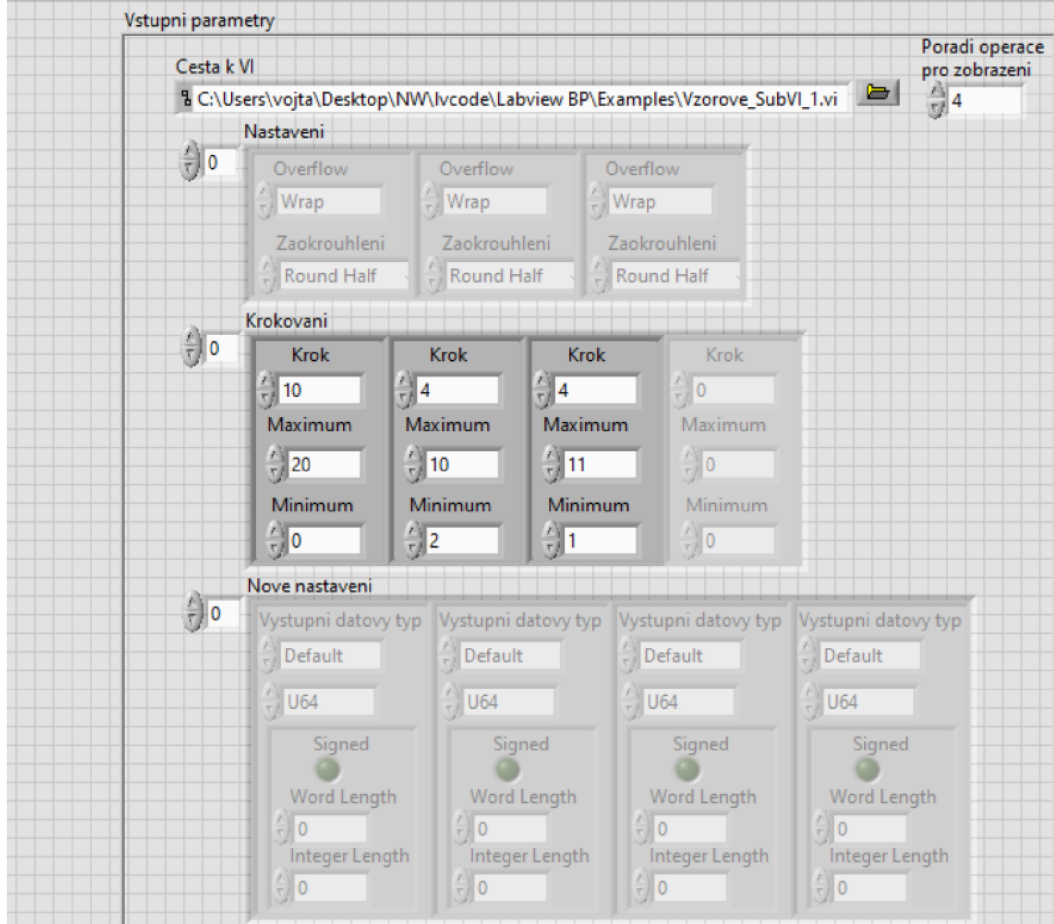 Vstupni parametry
Poradi operace
pro zobrazeni
Cesta k VI
C:\Users\vojta\Desktop\NW\lvcode\Labview BP\Examples\Vzorove_SubVI_1.vi
4
Nastaveni
0
Overflow Overflow Overflow
Wrap Wrap Wrap
Zaokrouhleni Zaokrouhleni Zaokrouhleni
Round Half Round Half Round Half
Krokovani
0
Krok Krok Krok Krok
10 4 4 0
Maximum Maximum Maximum Maximum
20 10 11 0
Minimum Minimum Minimum Minimum
0 2 1 0
Nove nastaveni
0
Vystupni datovy typ Vystupni datovy typ Vystupni datovy typ Vystupni datovy typ
Default Default Default Default
U64 U64 U64 U64
Signed Signed Signed Signed
Word Length Word Length Word Length Word Length
0 0 0 0
Integer Length Integer Length Integer Length Integer Length
0 0 0 0